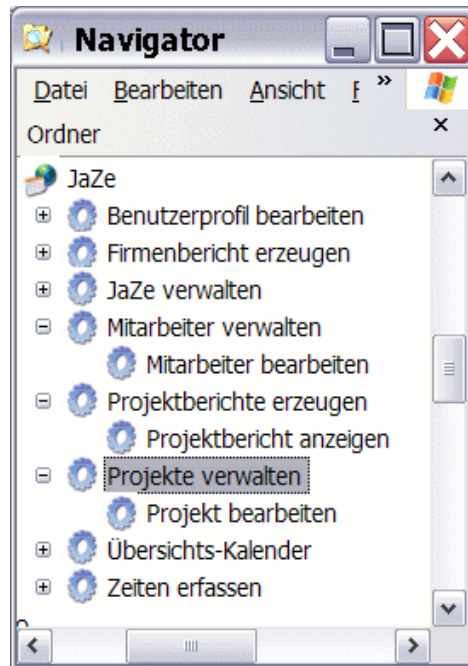 Navigator
Datei Bearbeiten Ansicht F »
Ordner
JaZe
Benutzerprofil bearbeiten
Firmenbericht erzeugen
JaZe verwalten
Mitarbeiter verwalten
Mitarbeiter bearbeiten
Projektberichte erzeugen
Projektbericht anzeigen
Projekte verwalten
Projekt bearbeiten
Übersichts-Kalender
Zeiten erfassen